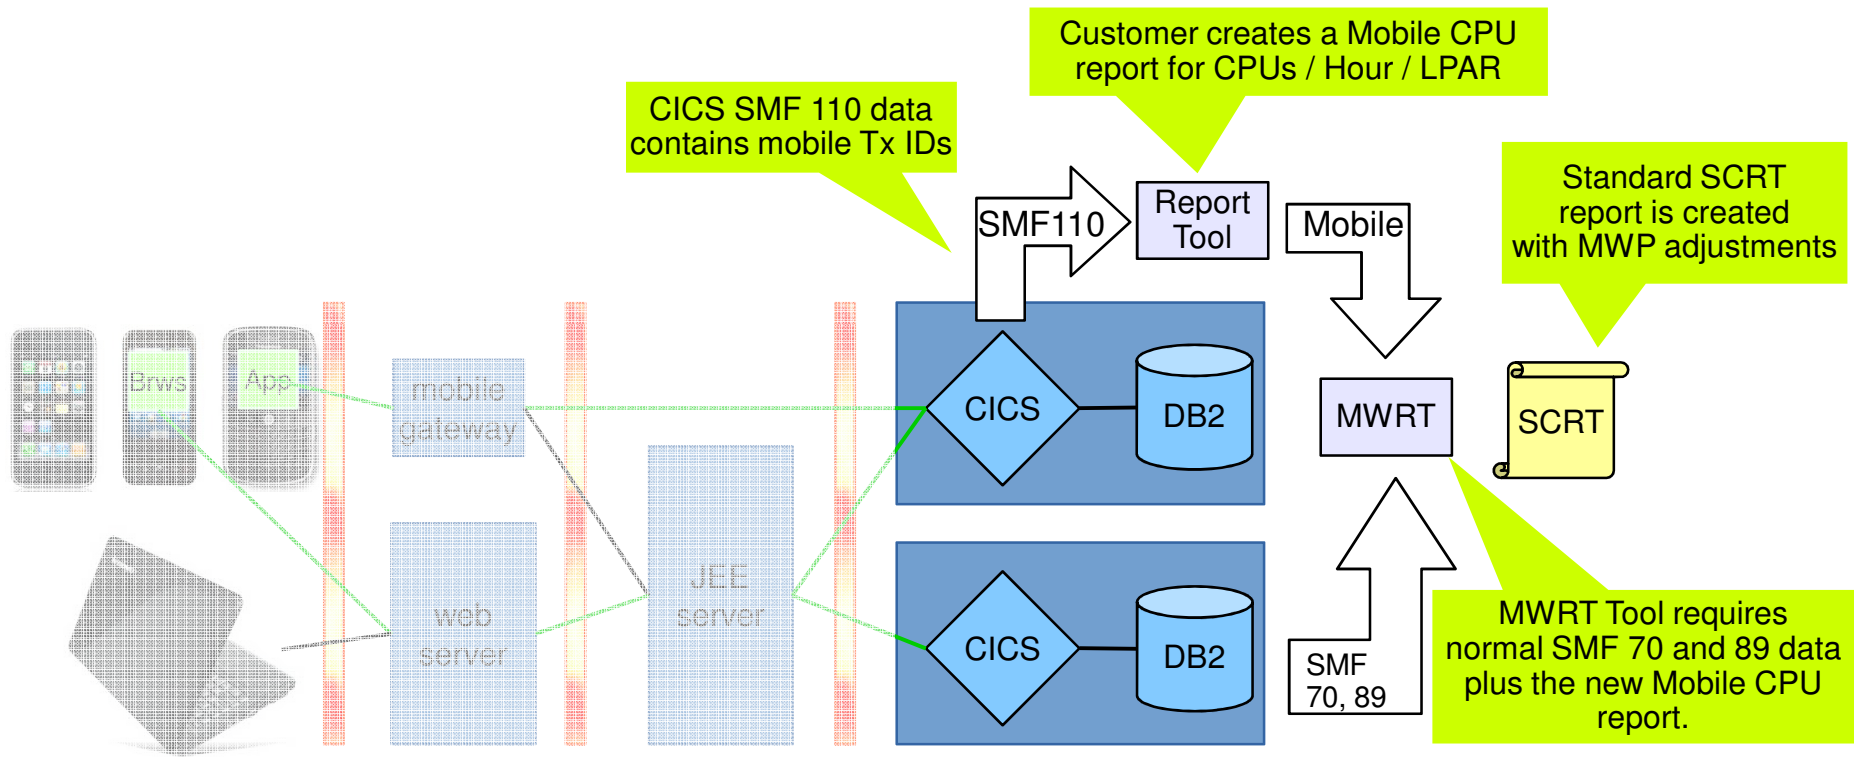 Customer creates a Mobile CPU
report for CPUs / Hour / LPAR
CICS SMF 110 data
contains mobile Tx IDs
Standard SCRT
report is created
with MWP adjustments
SMF110
Report
Tool
Mobile
Brws
Aps
mobile
gateway
CICS
DB2
MWRT
SCRT
web
server
JEE
server
CICS
DB2
SMF
70, 89
MWRT Tool requires
normal SMF 70 and 89 data
plus the new Mobile CPU
report.